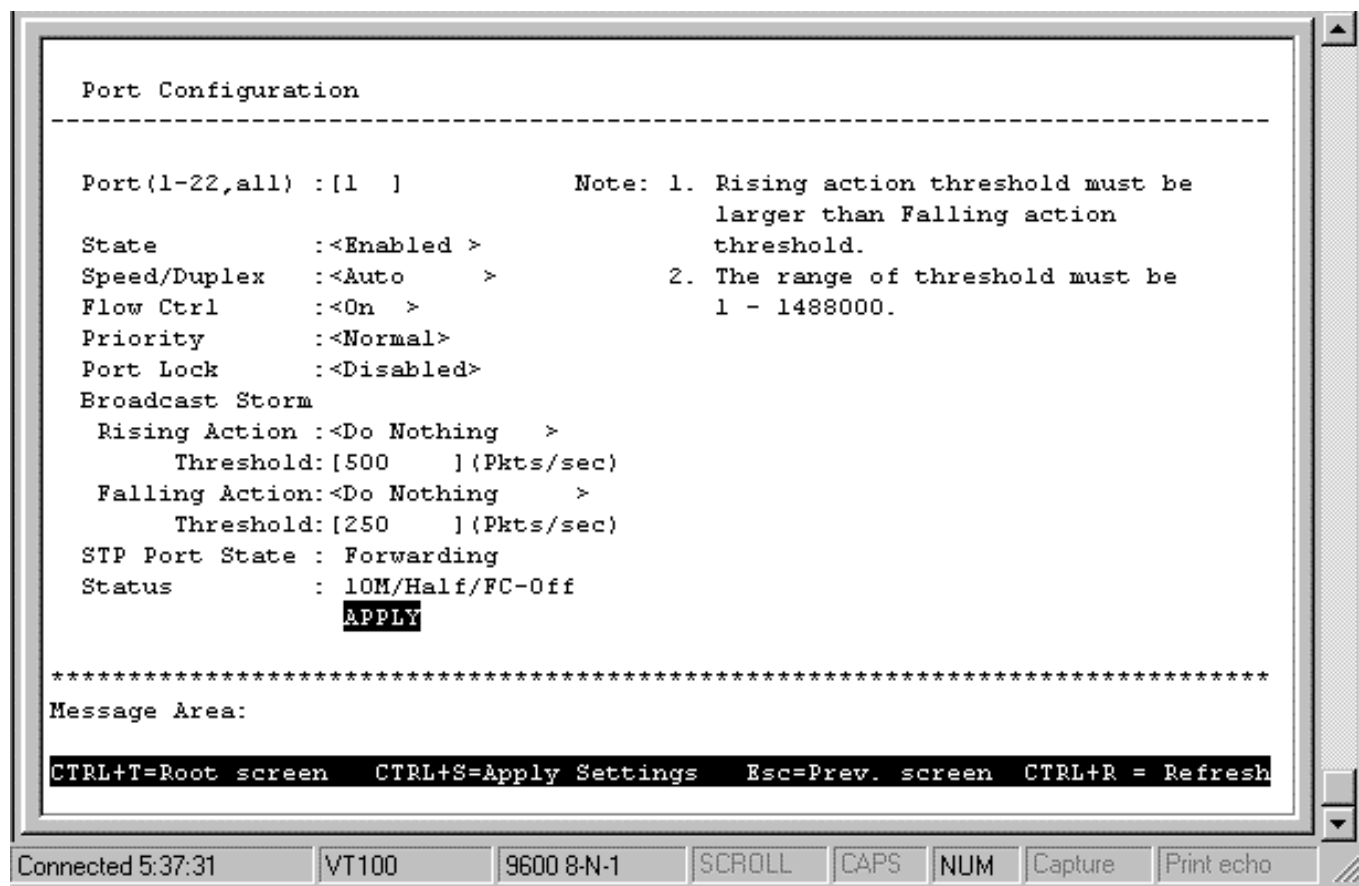 Port Configuration
-------------------------------------------------------------------------------
Port(1-22,all) :[1  ]           Note: 1. Rising action threshold must be
larger than Falling action
State          :<Enabled >               threshold.
Speed/Duplex   :<Auto     >           2. The range of threshold must be
Flow Ctrl      :<On  >                   1 - 1488000.
Priority       :<Normal>
Port Lock      :<Disabled>
Broadcast Storm
Rising Action :<Do Nothing   >
Threshold:[500    ](Pkts/sec)
Falling Action:<Do Nothing     >
Threshold:[250    ](Pkts/sec)
STP Port State : Forwarding
Status         : 10M/Half/FC-Off
APPLY
*******************************************************************************
Message Area:
CTRL+T=Root screen   CTRL+S=Apply Settings   Esc=Prev. screen  CTRL+R = Refresh
Connected 5:37:31 VT100 9600 8-N-1 SCROLL CAPS NUM Capture Print echo